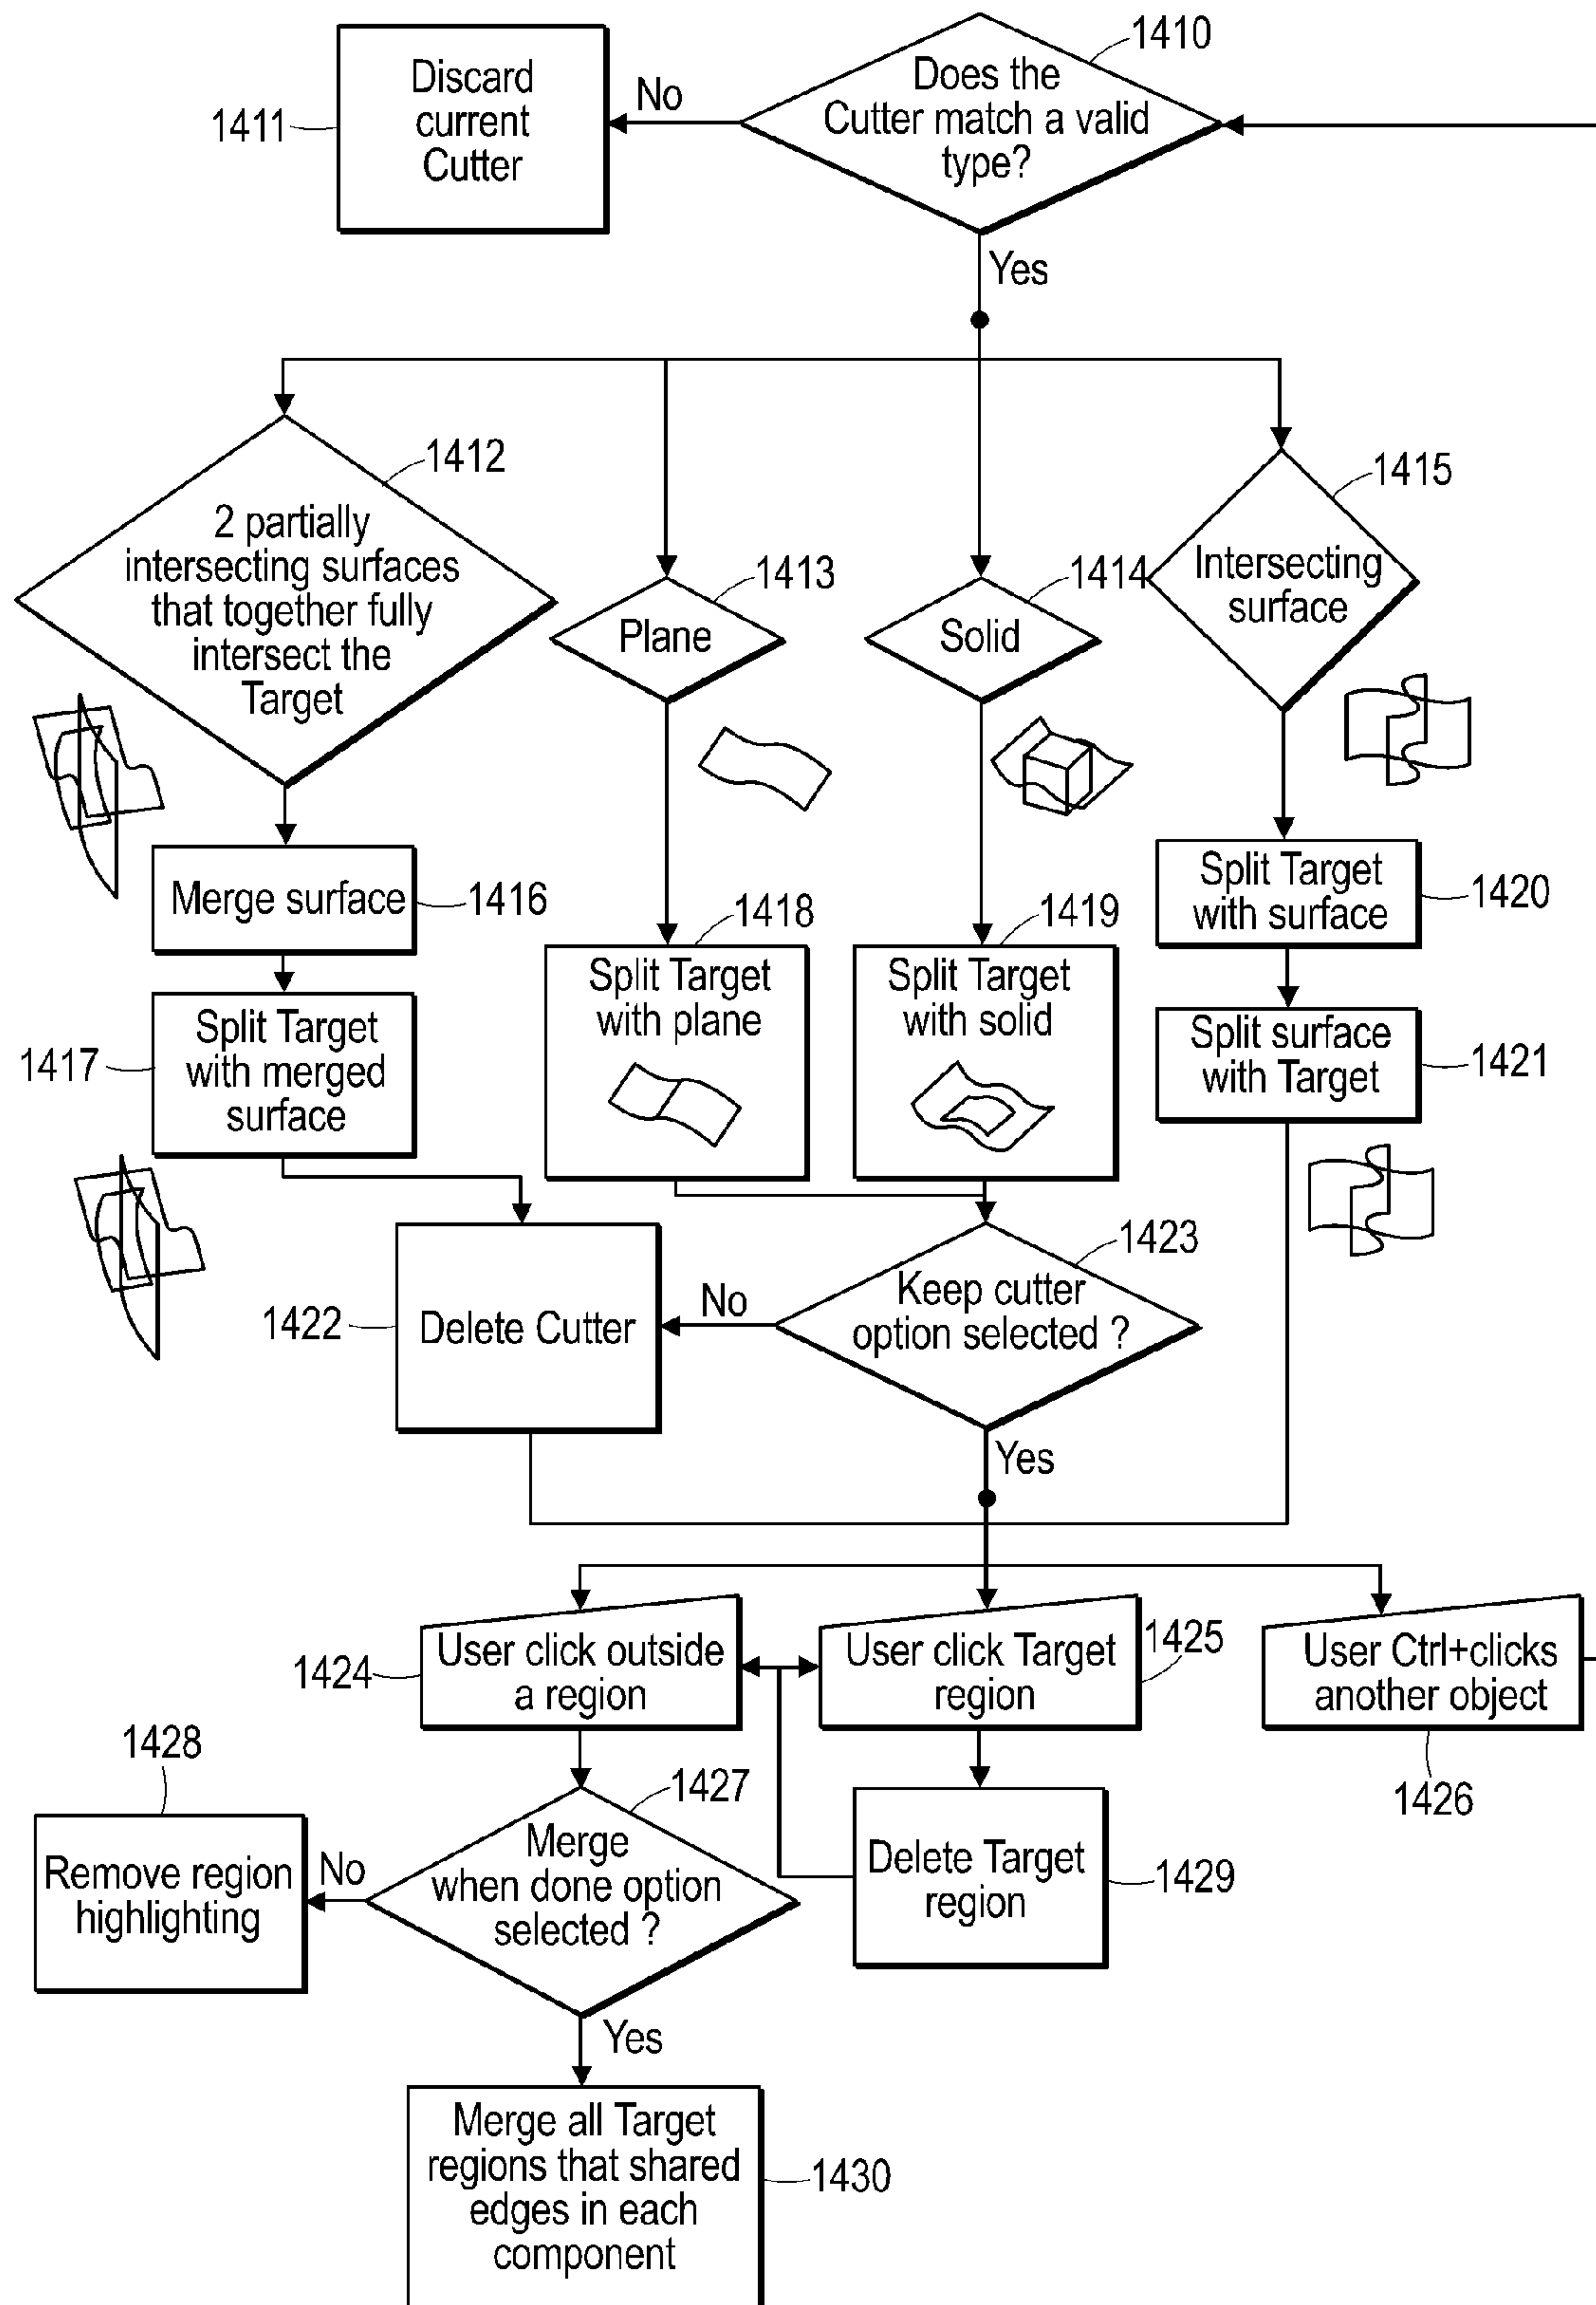 1410
Does the
Cutter match a valid
type?
No
Discard
current
Cutter
1411
Yes
1412
2 partially
intersecting surfaces
that together fully
intersect the
Target
1413
Plane
1414
Solid
1415
Intersecting
surface
Merge surface
1416
Split Target
with merged
surface
1417
1418
Split Target
with plane
1419
Split Target
with solid
Split Target
with surface
1420
Split surface
with Target
1421
1422
Delete Cutter
No
1423
Keep cutter
option selected ?
Yes
1424
User click outside
a region
User click Target
region
1425
User Ctrl+clicks
another object
1426
1428
Remove region
highlighting
No
1427
Merge
when done option
selected ?
Delete Target
region
1429
Yes
Merge all Target
regions that shared
edges in each
component
1430